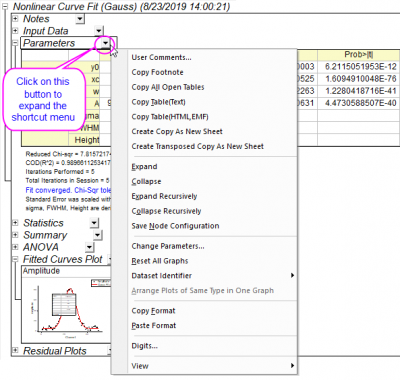 Nonlinear Curve Fit (Gauss) (8/23/2019 14:00:21)
Notes
Input Data
Parameters
Prob>|t|
y0 0003 6.2115051953E-12
xc 0525 1.6094910048E-76
w 2263 1.2280418716E-41
A 9 0631 4.4730588507E-40
FWHM
Height
Click on this
button to
expand the
shortcut menu
User Comments...
Copy Footnote
Copy All Open Tables
Copy Table(Text)
Copy Table(HTML,EMF)
Create Copy As New Sheet
Create Transposed Copy As New Sheet
Expand
Collapse
Expand Recursively
Collapse Recursively
Save Node Configuration
Change Parameters...
Reset All Graphs
Dataset Identifier
Arrange Plots of Same Type in One Graph
Copy Format
Paste Format
Digits...
View
Reduced Chi-sqr = 7.8157217
COD(R^2) = 0.9896611253417
Iterations Performed = 5
Total Iterations in Session = 5
Fit converged. Chi-Sqr tole
Standard Error was scaled with
sigma, FWHM, Height are der
Statistics
Summary
ANOVA
Fitted Curves Plot
Amplitude
Residual Plots